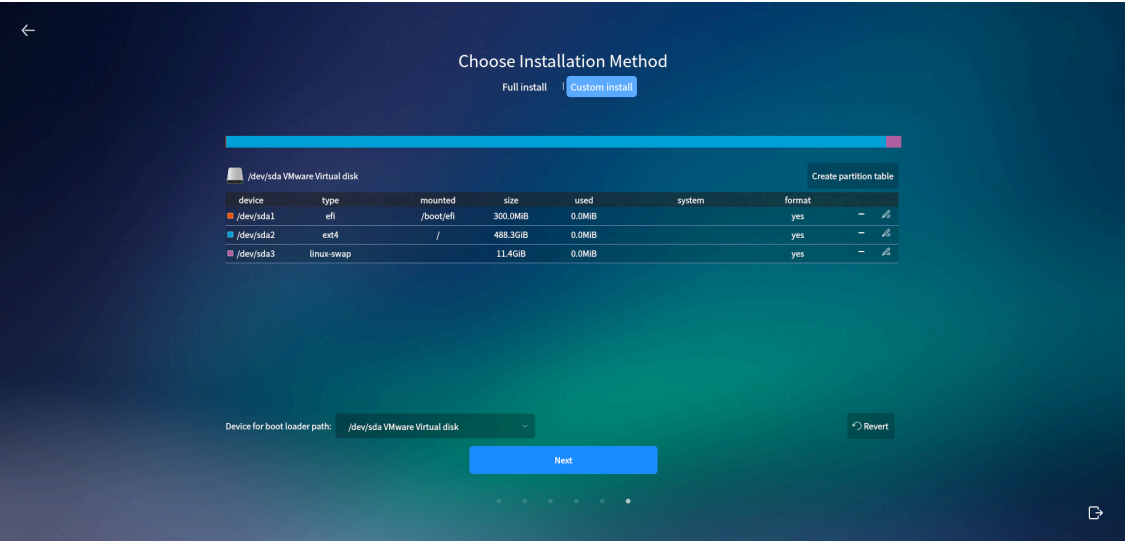 Choose Installation Method
Full install | Custom install
/dev/sda VMware Virtual disk Create partition table
device type mounted size used system format
/dev/sda1 efi /boot/efi 300.0MiB 0.0MiB yes
/dev/sda2 ext4 / 488.3GiB 0.0MiB yes
/dev/sda3 linux-swap 11.4GiB 0.0MiB yes
Device for boot loader path: /dev/sda VMware Virtual disk Revert
Next